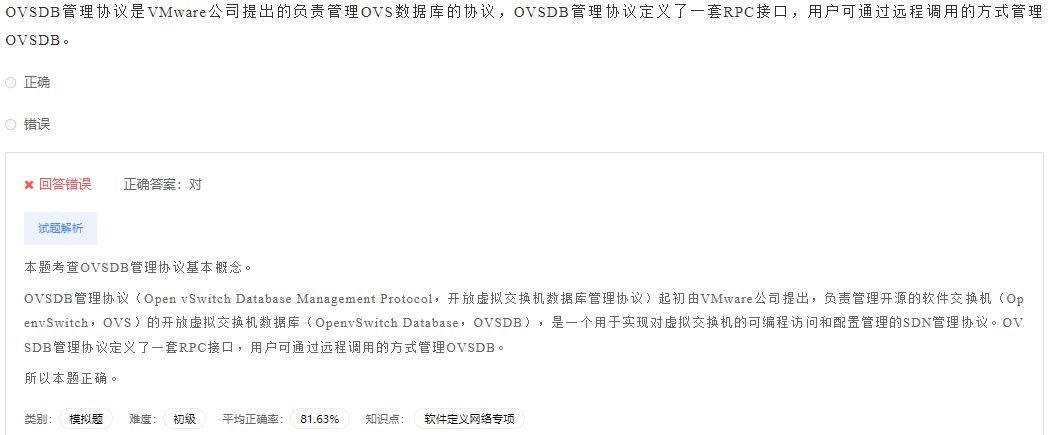 OVSDB管理协议是VMware公司提出的负责管理OVS数据库的协议，OVSDB管理协议定义了一套RPC接口，用户可通过远程调用的方式管理
OVSDB。
正确
错误
✖ 回答错误 正确答案：对
试题解析
本题考查OVSDB管理协议基本概念。
OVSDB管理协议（Open vSwitch Database Management Protocol，开放虚拟交换机数据库管理协议）起初由VMware公司提出，负责管理开源的软件交换机（Op
envSwitch，OVS）的开放虚拟交换机数据库（OpenvSwitch Database，OVSDB），是一个用于实现对虚拟交换机的可编程访问和配置管理的SDN管理协议。OV
SDB管理协议定义了一套RPC接口，用户可通过远程调用的方式管理OVSDB。
所以本题正确。
类别： 模拟题 难度： 初级 平均正确率： 81.63% 知识点： 软件定义网络专项